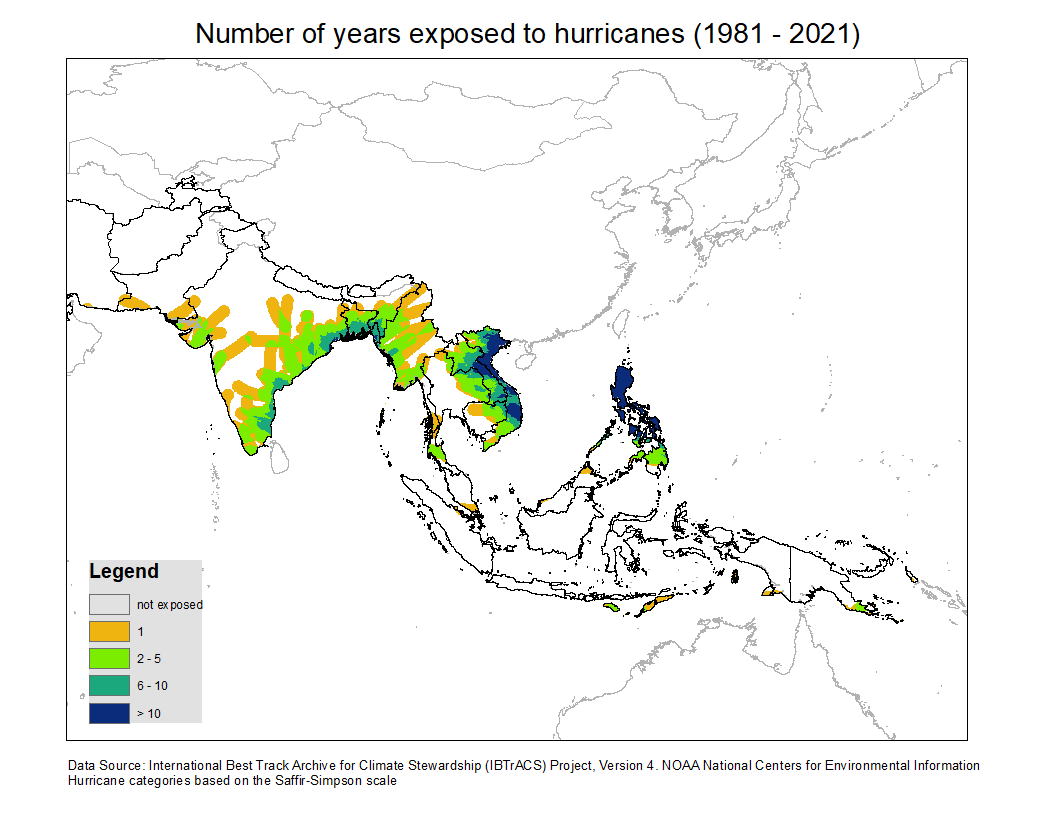 Number of years exposed to hurricanes (1981 - 2021)
Legend
not exposed
1
2 - 5
6 - 10
> 10
Data Source: International Best Track Archive for Climate Stewardship (IBTrACS) Project, Version 4. NOAA National Centers for Environmental Information
Hurricane categories based on the Saffir-Simpson scale